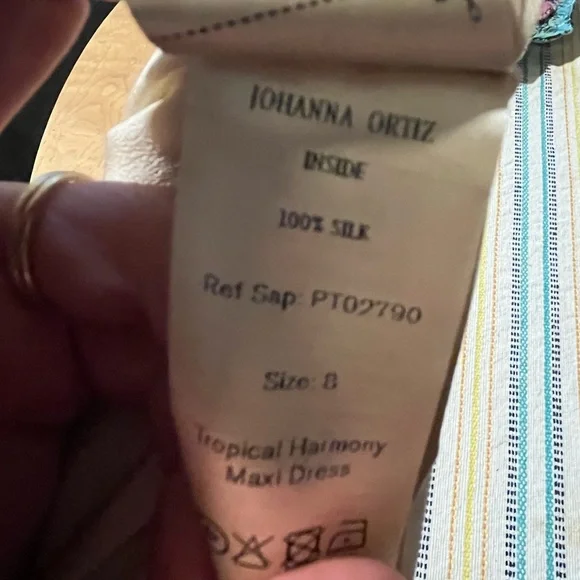 JOHANNA ORTIZ
INSIDE
100% SILK
Ref Sap: PT02790
Size: 8
Tropical Harmony
Maxi Dress